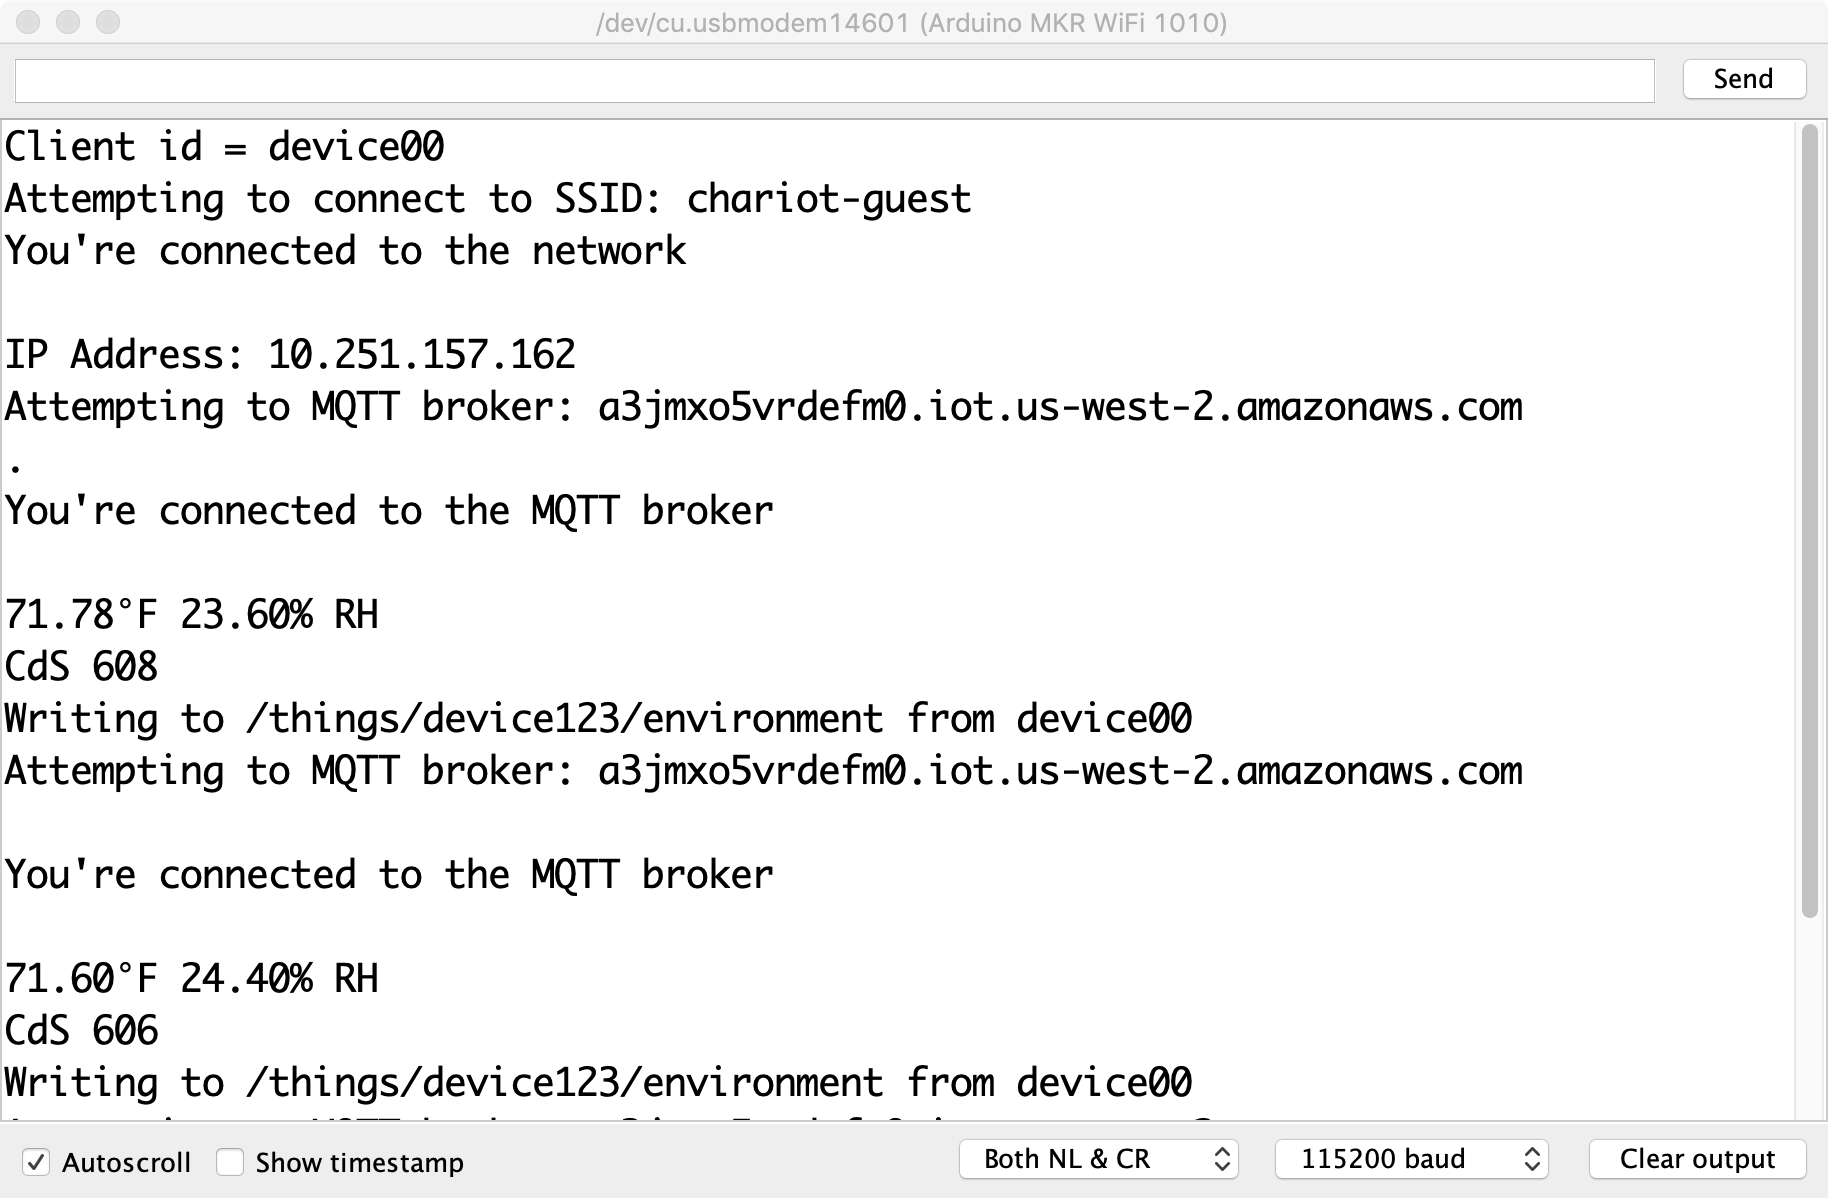 /dev/cu.usbmodem14601 (Arduino MKR WiFi 1010)
Send
Client id = device00
Attempting to connect to SSID: chariot-guest
You're connected to the network
IP Address: 10.251.157.162
Attempting to MQTT broker: a3jmxo5vrdefm0.iot.us-west-2.amazonaws.com
.
You're connected to the MQTT broker
71.78°F 23.60% RH
CdS 608
Writing to /things/device123/environment from device00
Attempting to MQTT broker: a3jmxo5vrdefm0.iot.us-west-2.amazonaws.com
You're connected to the MQTT broker
71.60°F 24.40% RH
CdS 606
Writing to /things/device123/environment from device00
Autoscroll Show timestamp Both NL & CR 115200 baud Clear output